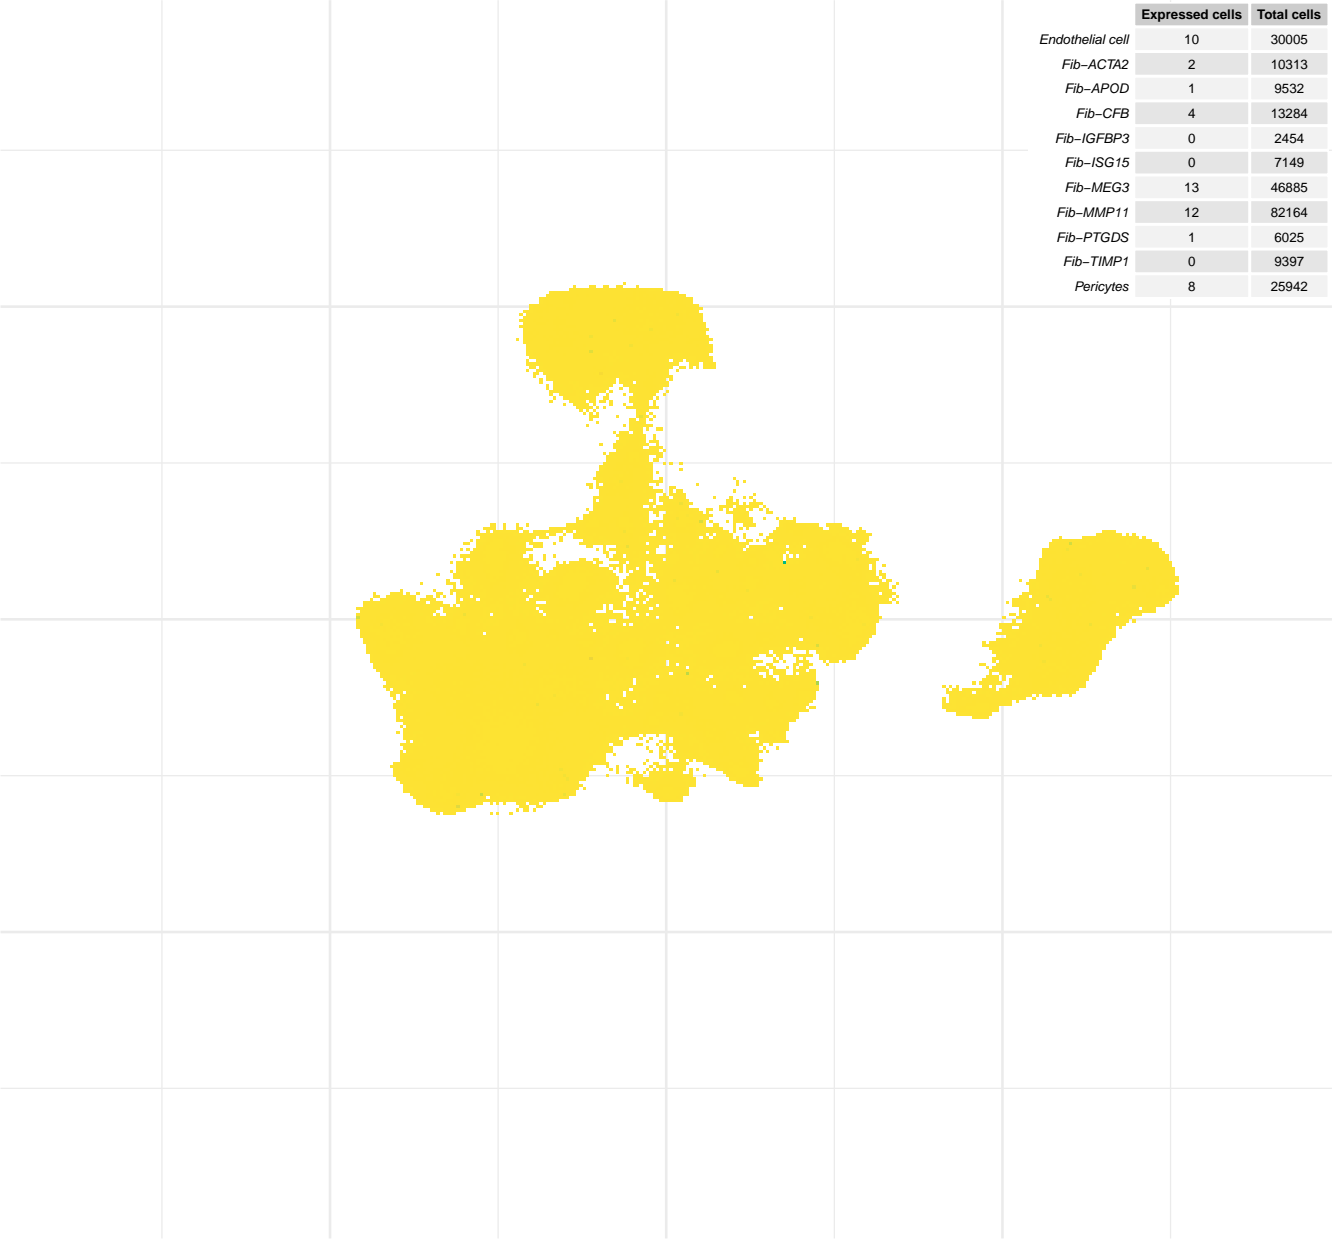 Expressed cells Total cells
Endothelial cell 10 30005
Fib−ACTA2 2 10313
Fib−APOD 1 9532
Fib−CFB 4 13284
Fib−IGFBP3 0 2454
Fib−ISG15 0 7149
Fib−MEG3 13 46885
Fib−MMP11 12 82164
Fib−PTGDS 1 6025
Fib−TIMP1 0 9397
Pericytes 8 25942